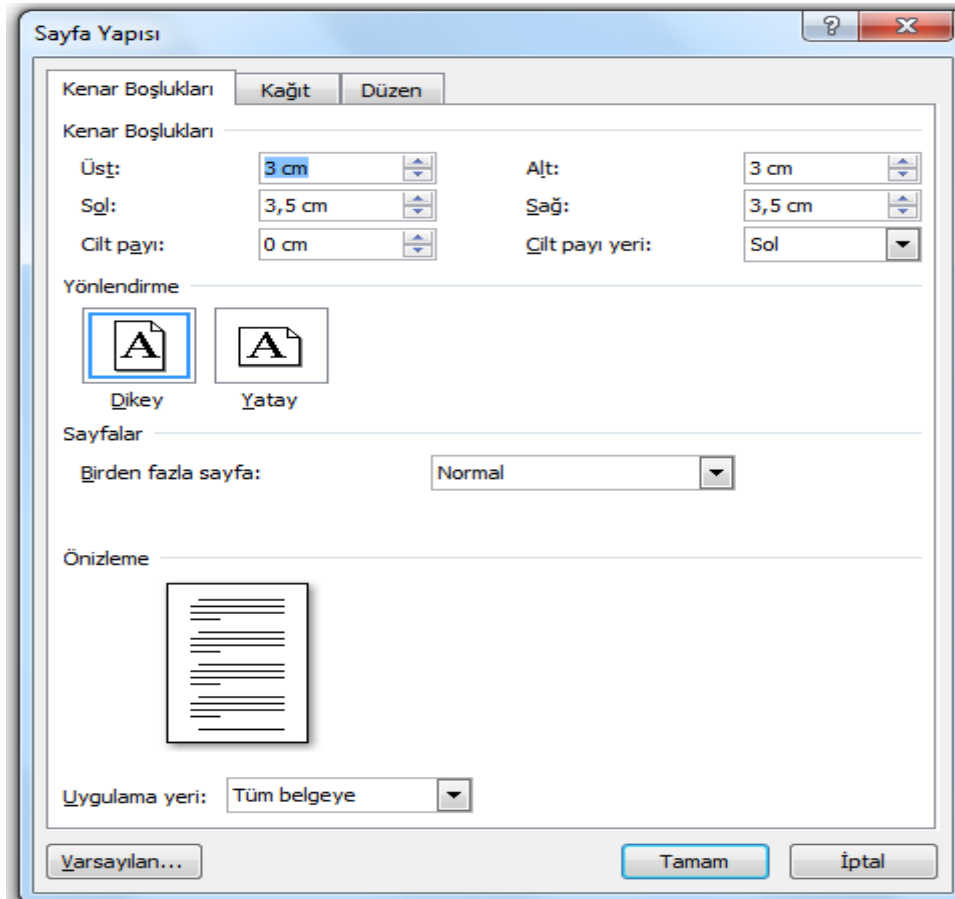 Sayfa Yapısı
Kenar Boşlukları Kağıt Düzen
Kenar Boşlukları
Üst: 3 cm Alt: 3 cm
Sol: 3,5 cm Sağ: 3,5 cm
Cilt payı: 0 cm Cilt payı yeri: Sol
Yönlendirme
A A
Dikey Yatay
Sayfalar
Birden fazla sayfa: Normal
Önizleme
Uygulama yeri: Tüm belgeye
Varsayılan... Tamam İptal